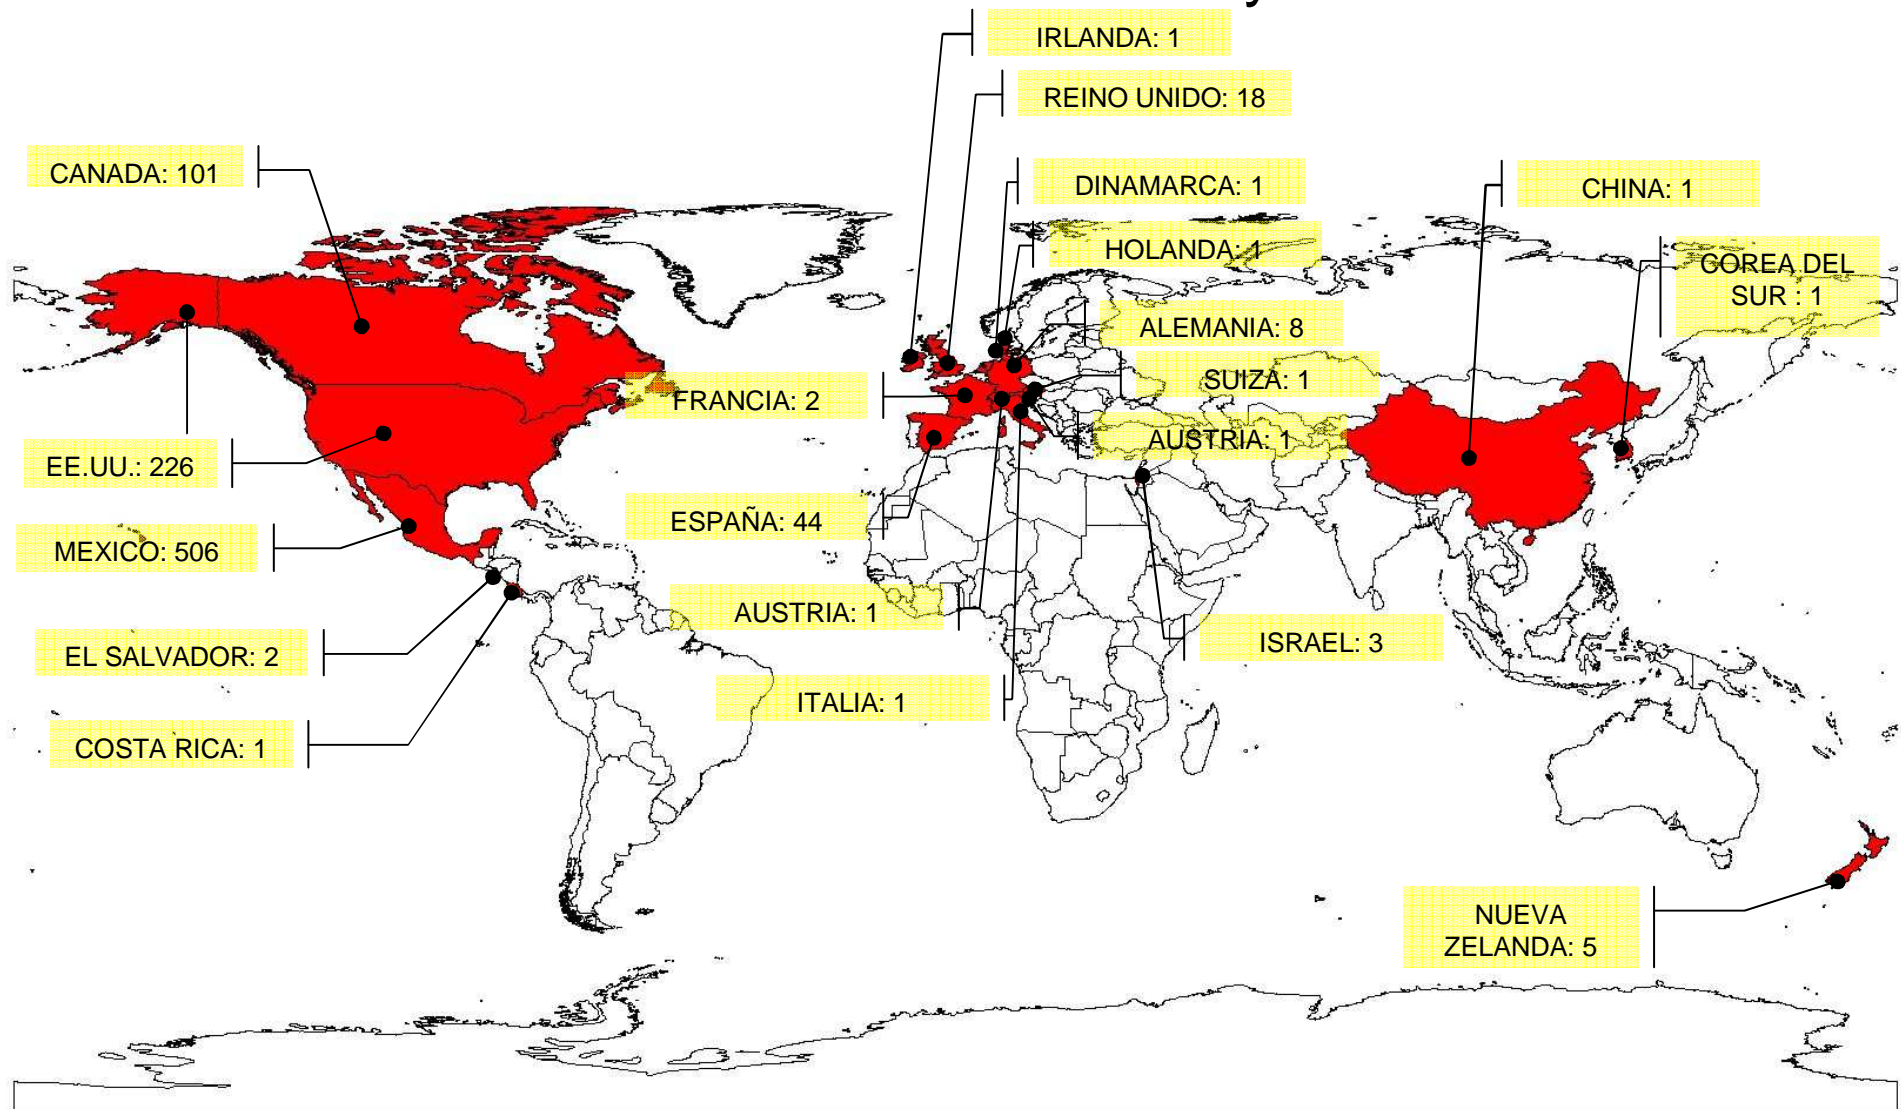 IRLANDA: 1
REINO UNIDO: 18
CANADA: 101
DINAMARCA: 1
CHINA: 1
HOLANDA: 1
COREA DEL
SUR : 1
ALEMANIA: 8
SUIZA: 1
FRANCIA: 2
AUSTRIA: 1
EE.UU.: 226
ESPAÑA: 44
MEXICO: 506
AUSTRIA: 1
ISRAEL: 3
EL SALVADOR: 2
ITALIA: 1
COSTA RICA: 1
NUEVA
ZELANDA: 5